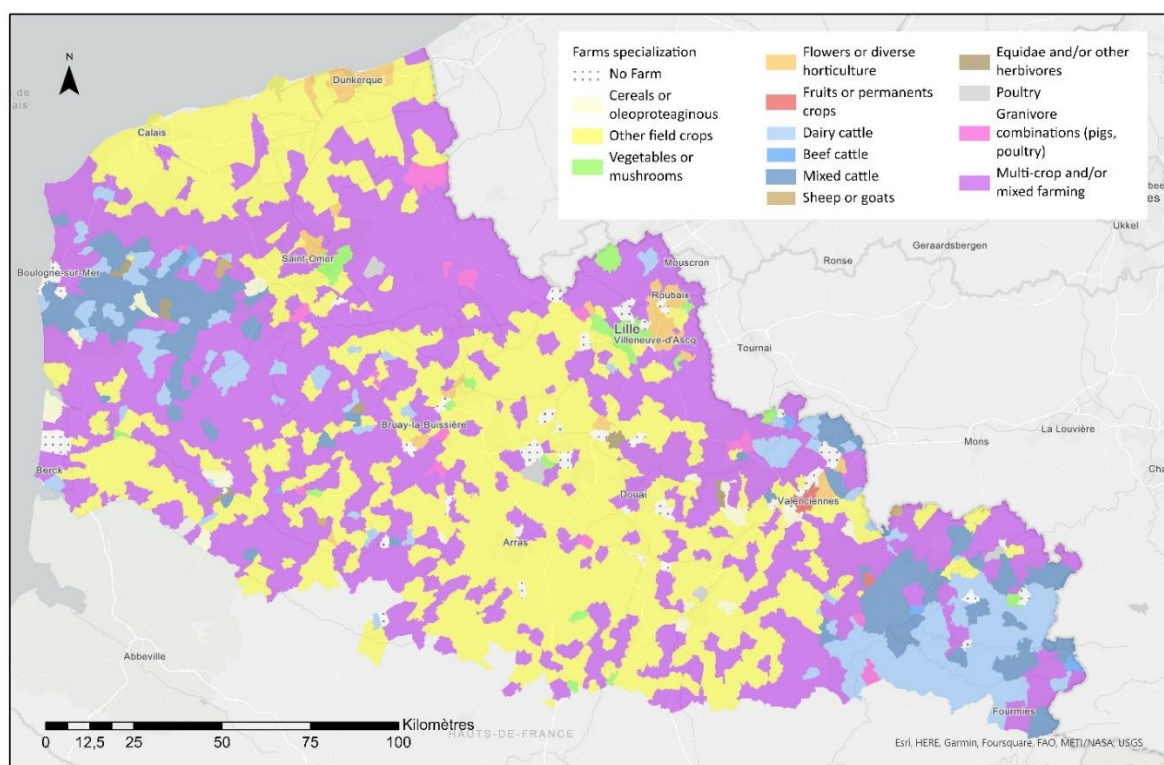 N
Farms specialization
No Farm
Cereals or
oleoproteaginous
Other field crops
Vegetables or
mushrooms
Flowers or diverse
horticulture
Fruits or permanents
crops
Dairy cattle
Beef cattle
Mixed cattle
Sheep or goats
Equidae and/or other
herbivores
Poultry
Granivore
combinations (pigs,
poultry)
Multi-crop and/or
mixed farming
Dunkerque
Calais
Saint-Omer
Boulogne-sur-Mer
Mouscron
Ronse
Geraardsbergen
Ukkel
Roubaix
Lille
Villeneuve-d'Ascq
Tournai
Bruay-la-Buissière
Mons
La Louvière
Berck
Douai
Valenciennes
Arras
Abbeville
Fourmies
HAUTS-DE-FRANCE
Kilomètres
0 12,5 25 50 75 100
Esri, HERE, Garmin, Foursquare, FAO, METI/NASA, USGS